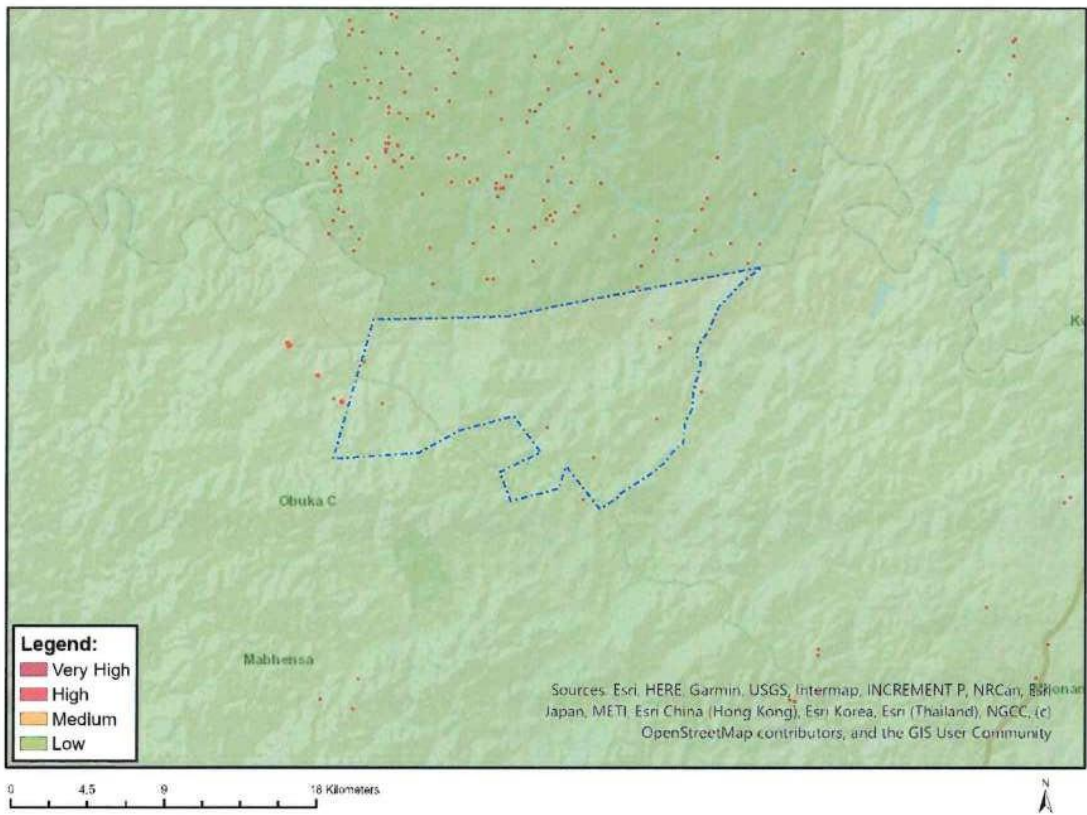 Obuka C
Mabhensa
Legend:
Very High
High
Medium
Low
Sources: Esri, HERE, Garmin, USGS, Intermap, INCREMENT P, NRCan, Esri
Japan, METI, Esri China (Hong Kong), Esri Korea, Esri (Thailand), NGCC, (c)
OpenStreetMap contributors, and the GIS User Community
0 4.5 9 18 Kilometers
N